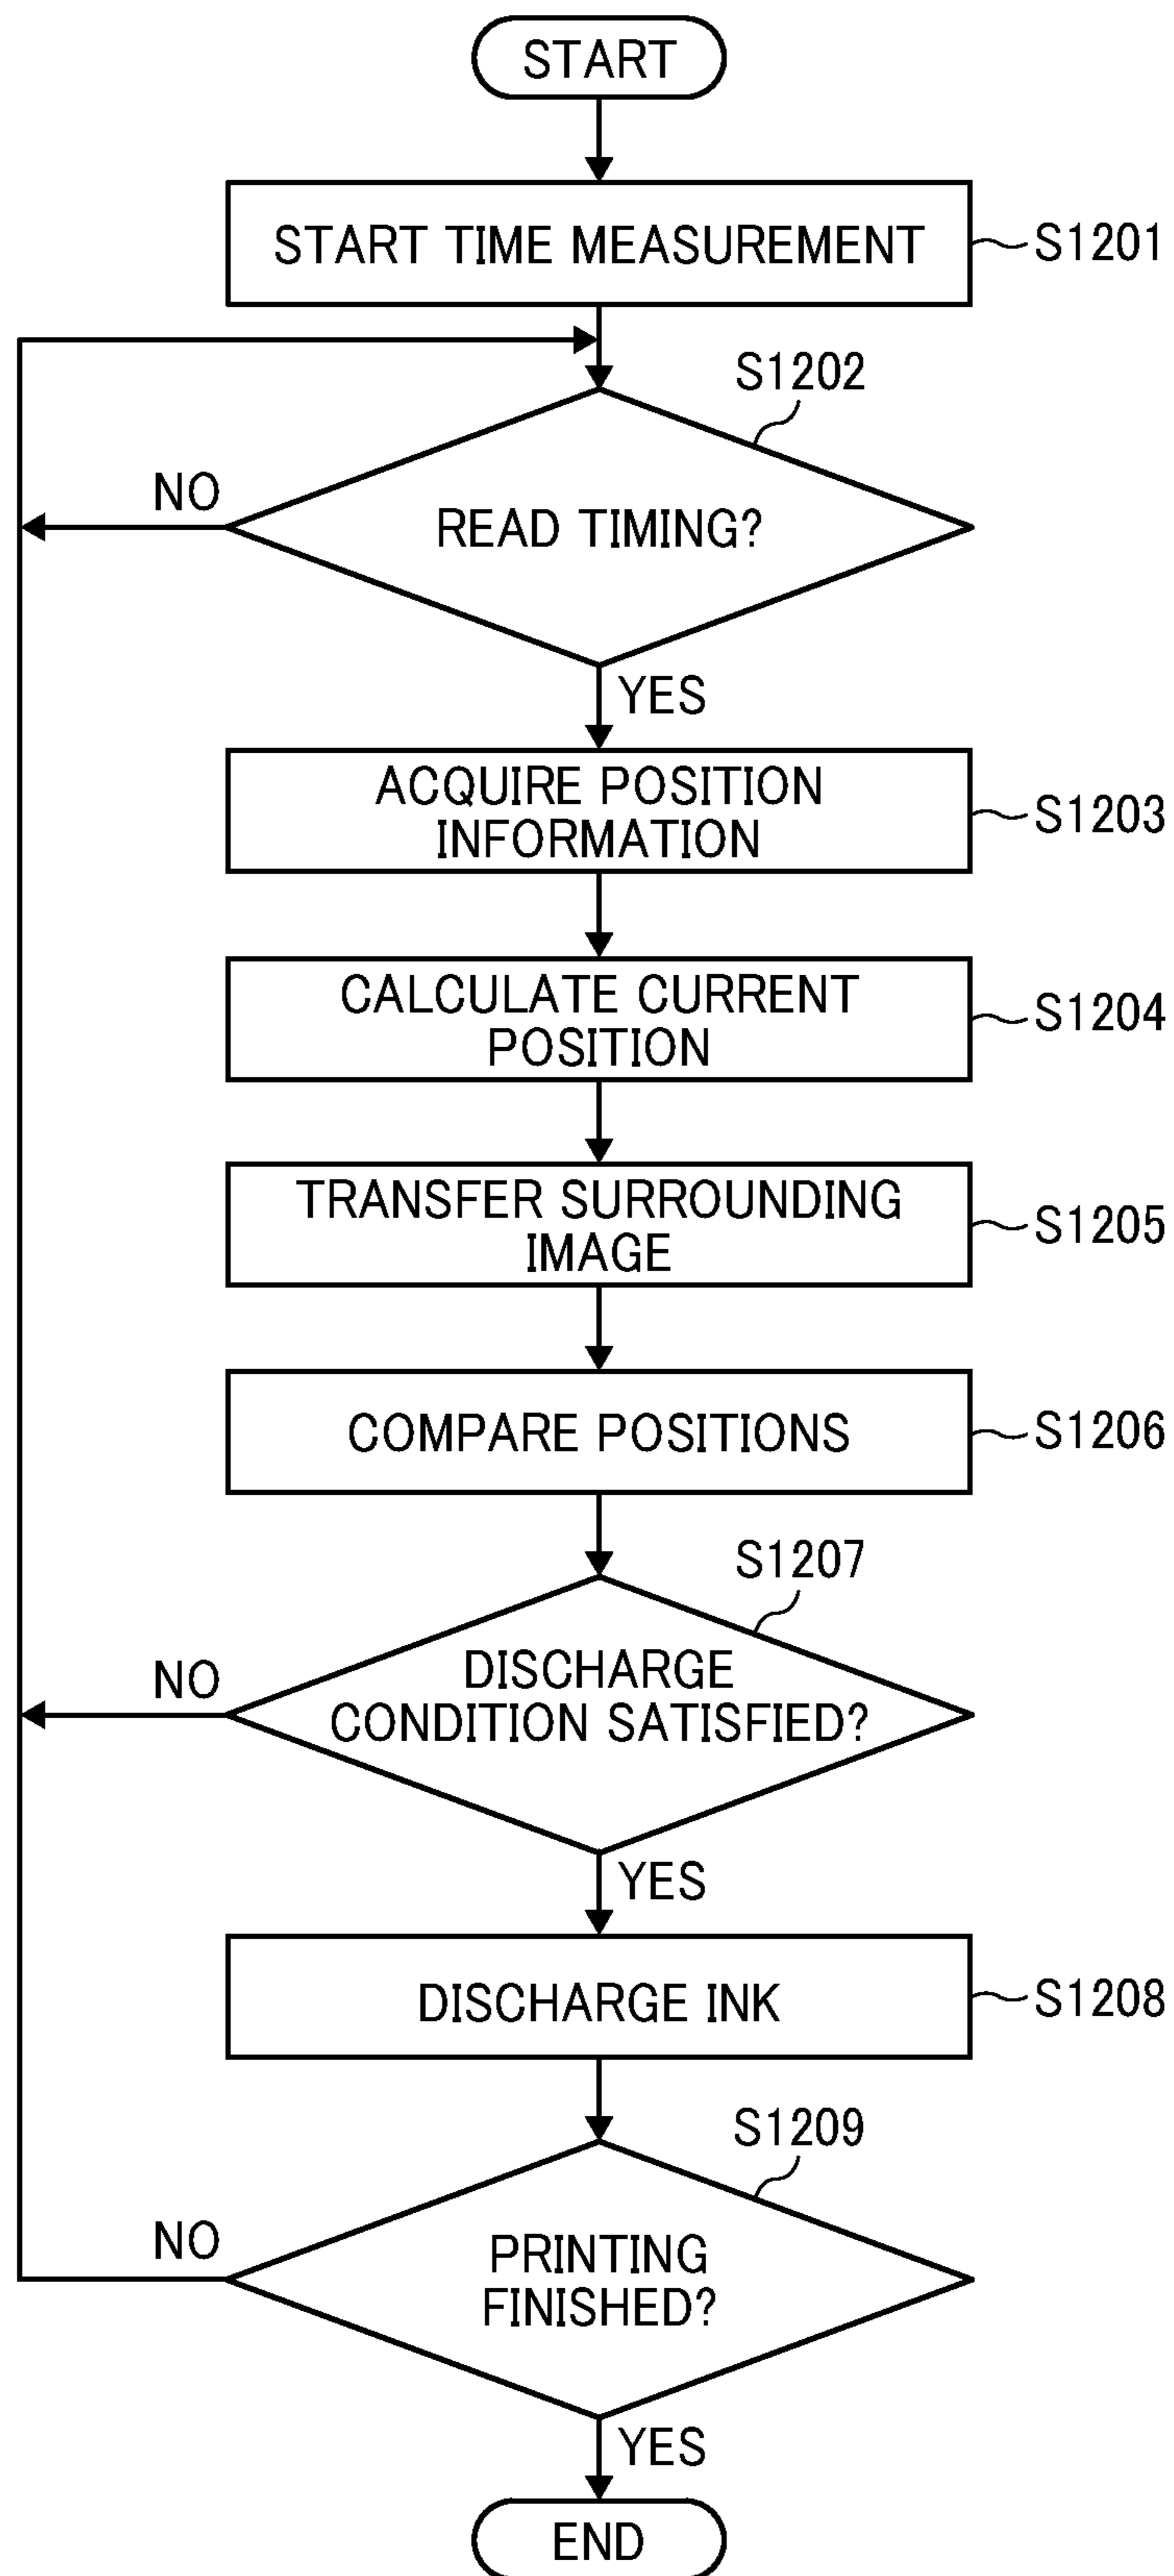 START
START TIME MEASUREMENT
S1201
S1202
NO
READ TIMING?
YES
ACQUIRE POSITION
INFORMATION
S1203
CALCULATE CURRENT
POSITION
S1204
TRANSFER SURROUNDING
IMAGE
S1205
COMPARE POSITIONS
S1206
S1207
NO
DISCHARGE
CONDITION SATISFIED?
YES
DISCHARGE INK
S1208
S1209
NO
PRINTING
FINISHED?
YES
END